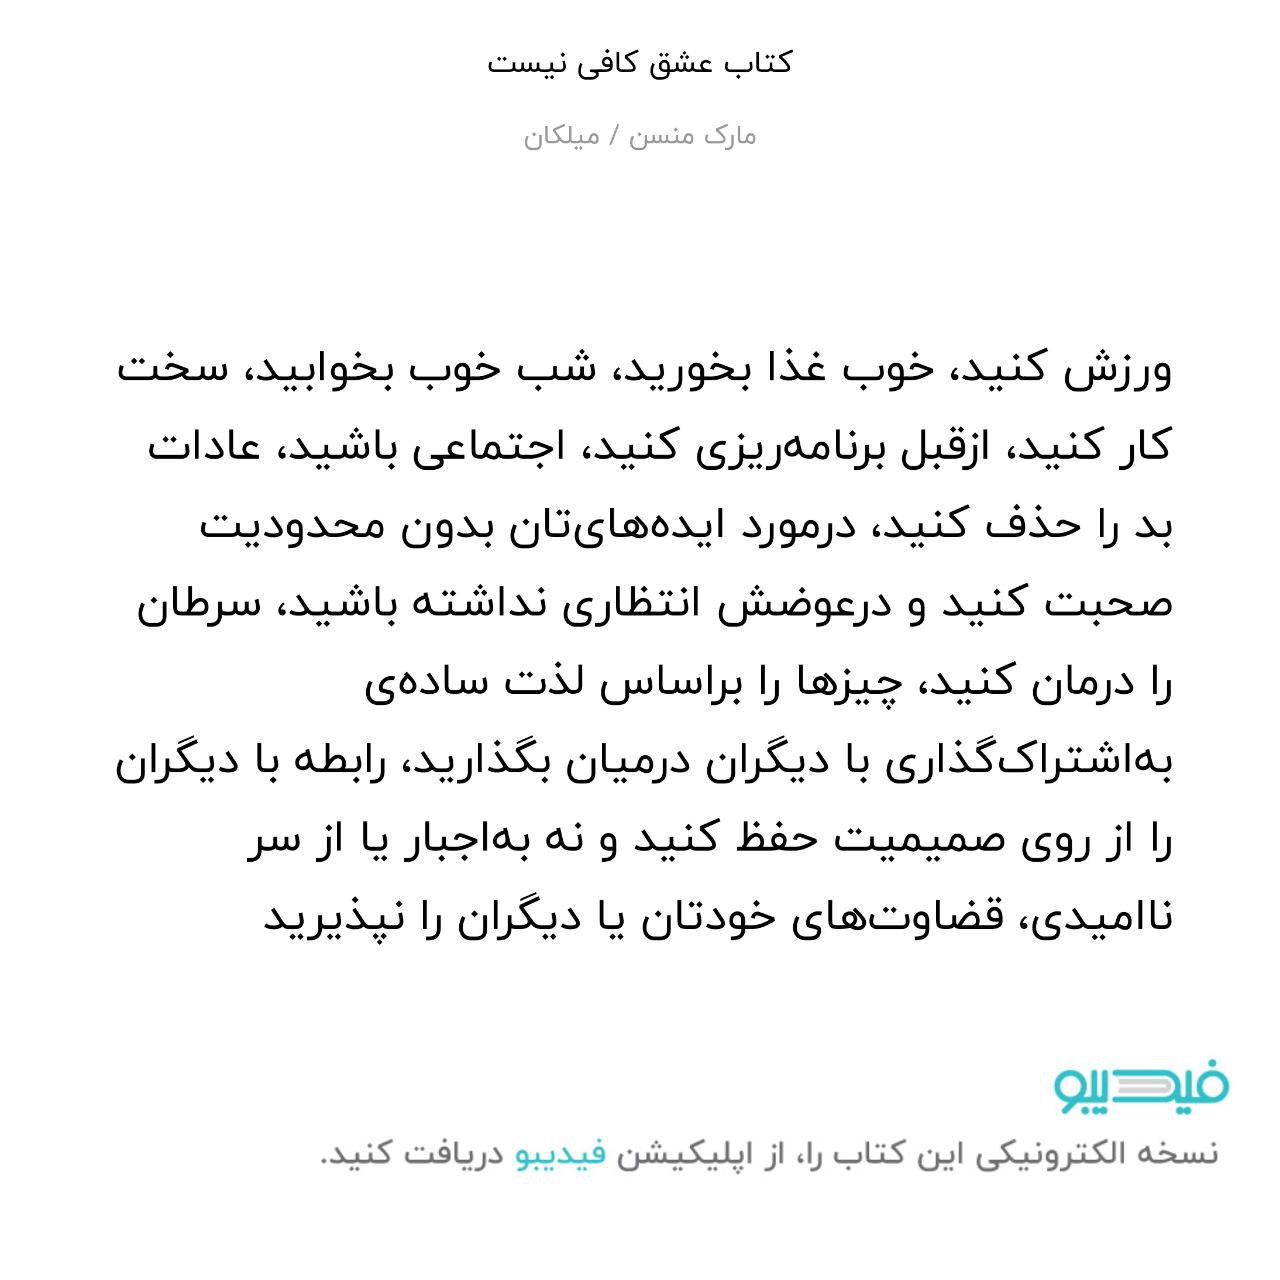 کتاب عشق کافی نیست
مارک منسن / میلکان
ورزش کنید، خوب غذا بخورید، شب خوب بخوابید، سخت
کار کنید، ازقبل برنامه‌ریزی کنید، اجتماعی باشید، عادات
بد را حذف کنید، درمورد ایده‌های‌تان بدون محدودیت
صحبت کنید و درعوضش انتظاری نداشته باشید، سرطان
را درمان کنید، چیزها را براساس لذت ساده‌ی
به‌اشتراک‌گذاری با دیگران درمیان بگذارید، رابطه با دیگران
را از روی صمیمیت حفظ کنید و نه به‌اجبار یا از سر
ناامیدی، قضاوت‌های خودتان یا دیگران را نپذیرید
فیدیبو
نسخه الکترونیکی این کتاب را، از اپلیکیشن فیدیبو دریافت کنید.